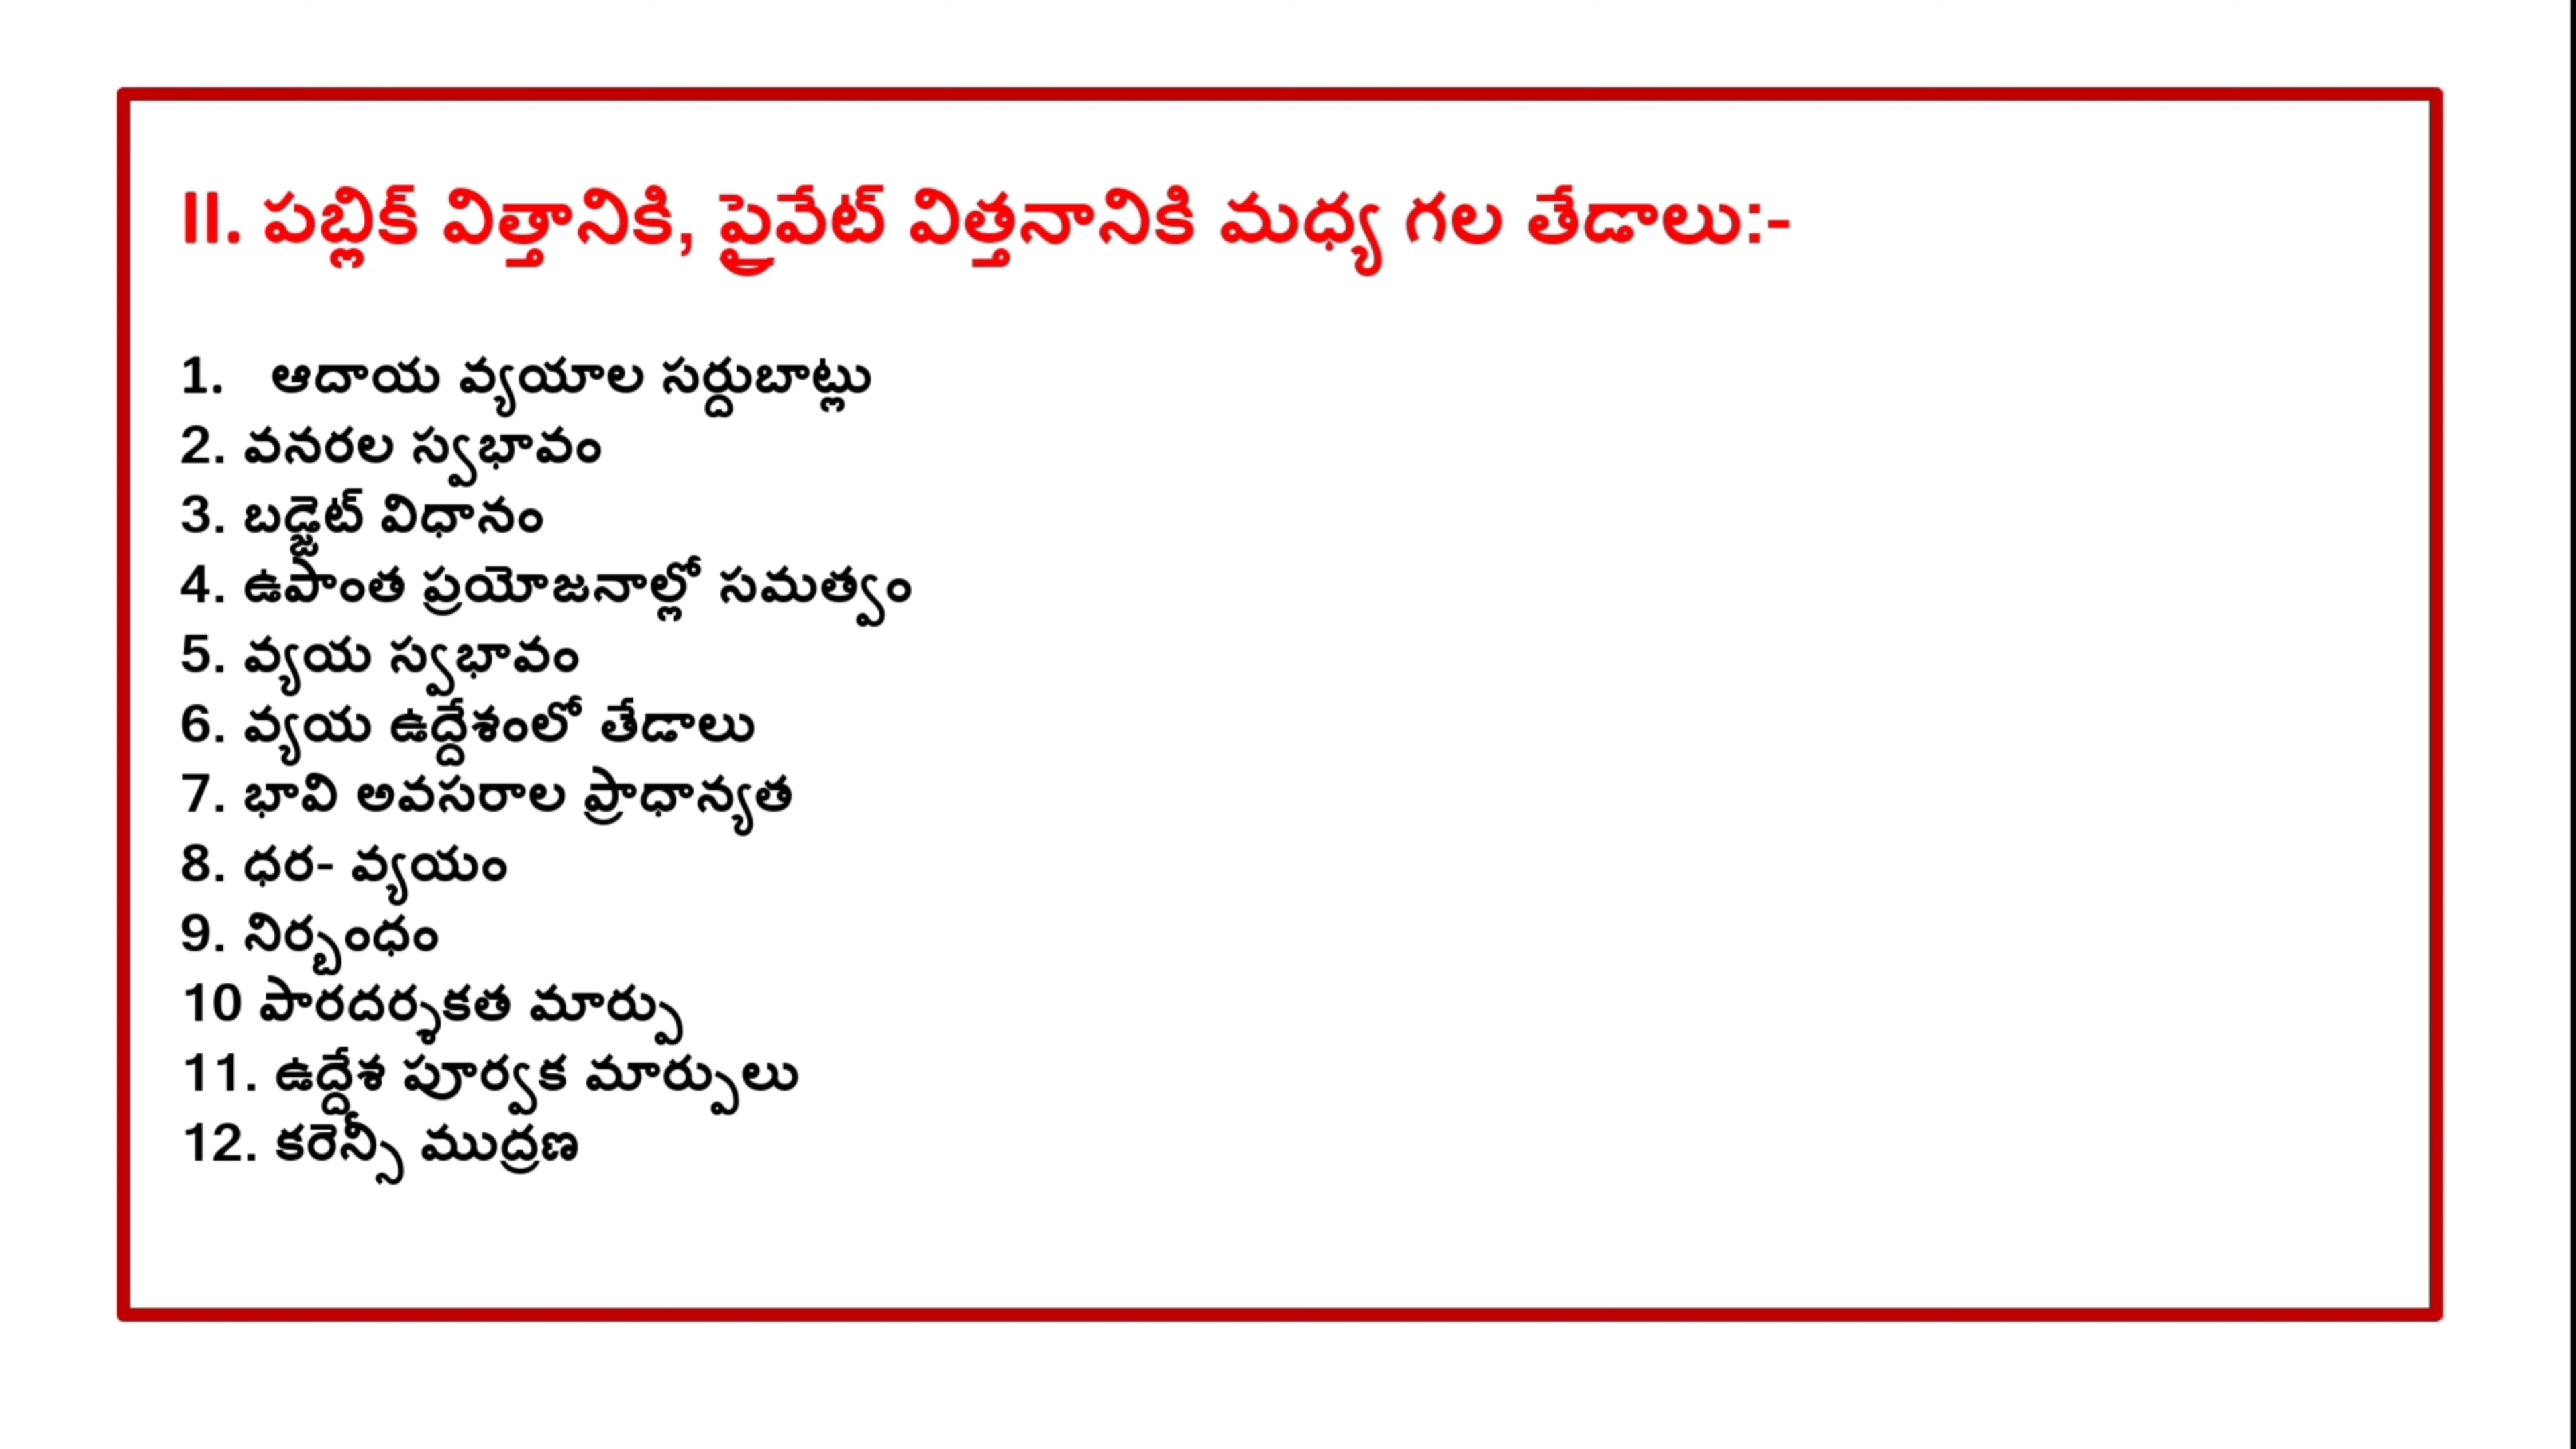 II. పబ్లిక్ విత్తానికి, ప్రైవేట్ విత్తనానికి మధ్య గల తేడాలు:-
1. ఆదాయ వ్యయాల సర్దుబాట్లు
2. వనరల స్వభావం
3. బడ్జెట్ విధానం
4. ఉపాంత ప్రయోజనాల్లో సమత్వం
5. వ్యయ స్వభావం
6. వ్యయ ఉద్దేశంలో తేడాలు
7. భావి అవసరాల ప్రాధాన్యత
8. ధర- వ్యయం
9. నిర్బంధం
10 పారదర్శకత మార్పు
11. ఉద్దేశ పూర్వక మార్పులు
12. కరెన్సీ ముద్రణ